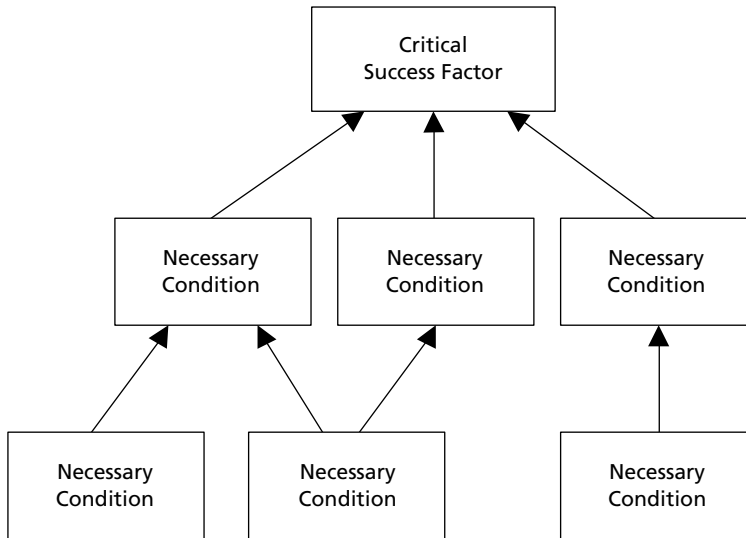 Critical
Success Factor
Necessary
Condition
Necessary
Condition
Necessary
Condition
Necessary
Condition
Necessary
Condition
Necessary
Condition